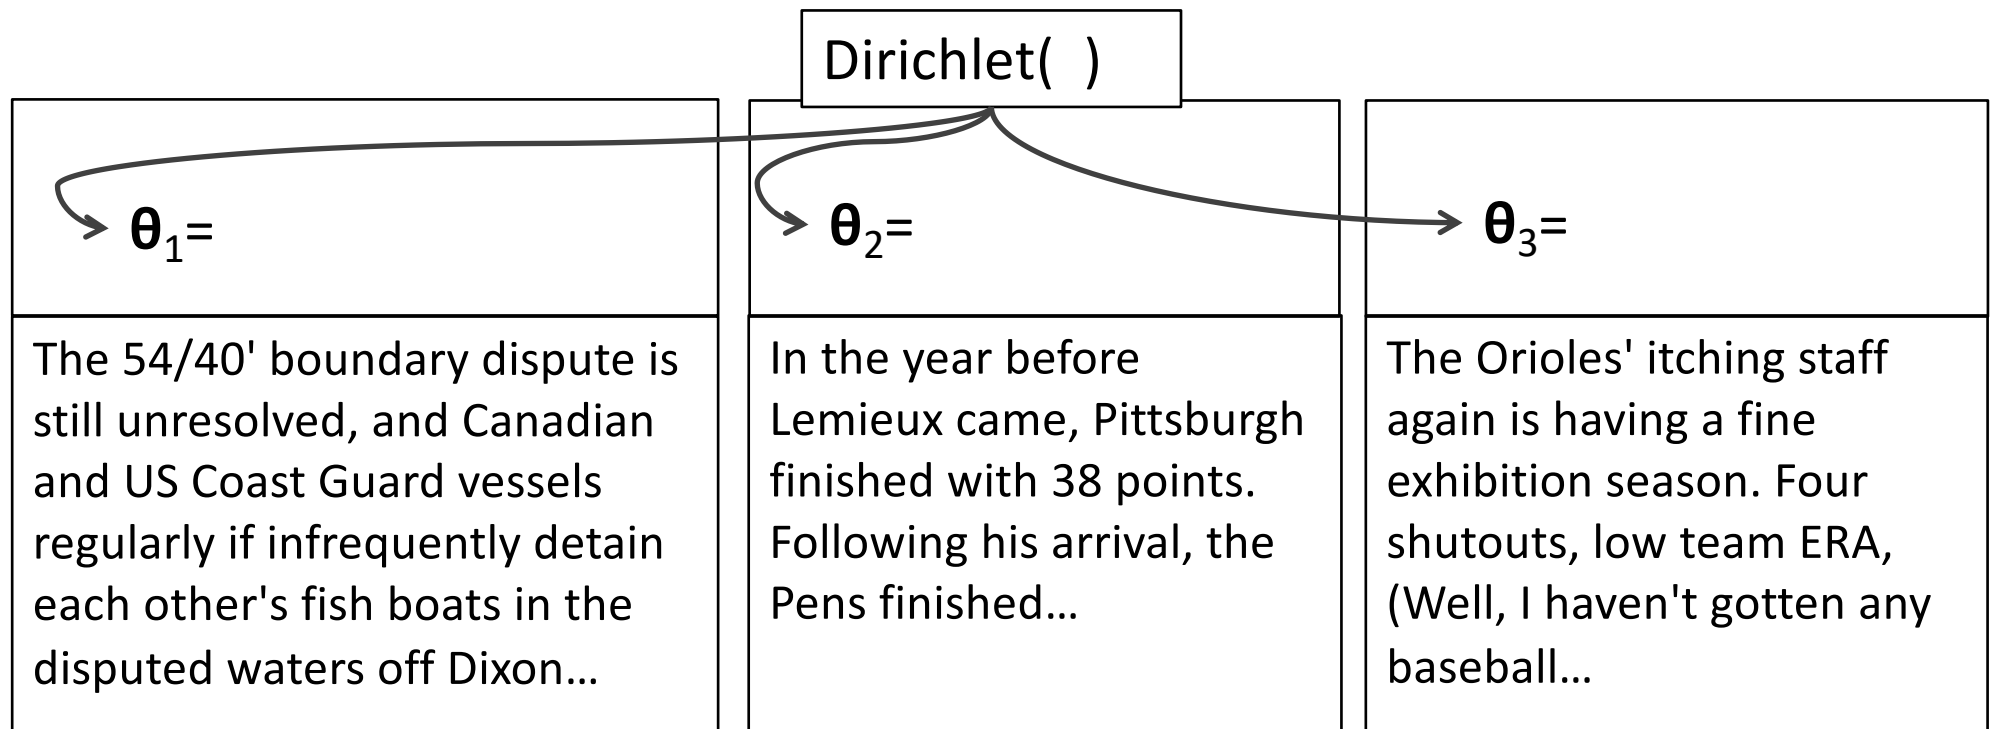 Dirichlet( )
θ1=
The 54/40' boundary dispute is
still unresolved, and Canadian
and US Coast Guard vessels
regularly if infrequently detain
each other's fish boats in the
disputed waters off Dixon…
θ2=
In the year before
Lemieux came, Pittsburgh
finished with 38 points.
Following his arrival, the
Pens finished…
θ3=
The Orioles' itching staff
again is having a fine
exhibition season. Four
shutouts, low team ERA,
(Well, I haven't gotten any
baseball…